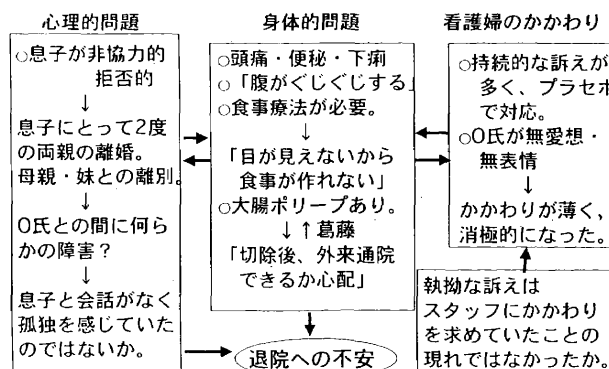 心理的問題
○息子が非協力的
拒否的
↓
息子にとって2度
の両親の離婚。
母親・妹との離別。
↓
O氏との間に何ら
かの障害?
↓
息子と会話がなく
孤独を感じていた
のではないか。
身体的問題
○頭痛・便秘・下痢
○「腹がぐじぐじする」
○食事療法が必要。
↓
「目が見えないから
食事が作れない」
○大腸ポリープあり。
↓↑葛藤
「切除後、外来通院
できるか心配」
退院への不安
看護婦のかかわり
○持続的な訴えが
多く、プラセボ
で対応。
○O氏が無愛想・
無表情
↓
かかわりが薄く、
消極的になった。
執拗な訴えは
スタッフにかかわり
を求めていたことの
現れではなかったか。